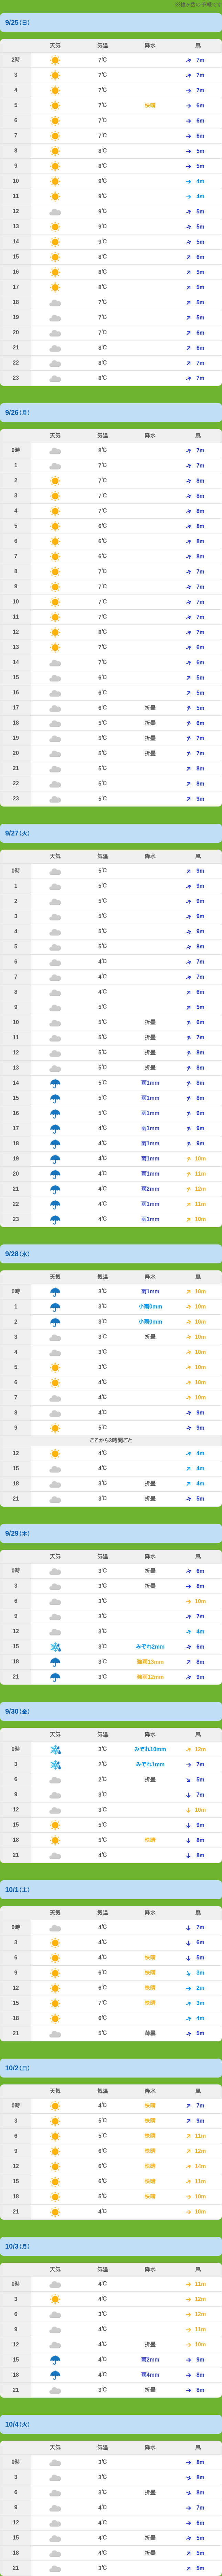 ※槍ヶ岳の予報です
9/25(日)
天気 気温 降水 風
2時 7℃ 7m
3 7℃ 7m
4 7℃ 7m
5 7℃ 快晴 6m
6 7℃ 6m
7 7℃ 6m
8 8℃ 5m
9 8℃ 5m
10 9℃ 4m
11 9℃ 4m
12 9℃ 5m
13 9℃ 5m
14 9℃ 5m
15 8℃ 6m
16 8℃ 5m
17 8℃ 5m
18 7℃ 5m
19 7℃ 5m
20 7℃ 6m
21 8℃ 6m
22 8℃ 7m
23 7℃ 7m
9/26(月)
天気 気温 降水 風
0時 8℃ 7m
1 7℃ 7m
2 7℃ 8m
3 7℃ 8m
4 7℃ 8m
5 6℃ 8m
6 6℃ 8m
7 6℃ 8m
8 7℃ 7m
9 7℃ 7m
10 7℃ 7m
11 7℃ 7m
12 8℃ 7m
13 7℃ 6m
14 7℃ 6m
15 6℃ 5m
16 6℃ 5m
17 6℃ 折曇 5m
18 5℃ 折曇 6m
19 5℃ 折曇 7m
20 5℃ 折曇 7m
21 5℃ 8m
22 5℃ 8m
23 5℃ 9m
9/27(火)
天気 気温 降水 風
0時 5℃ 9m
1 5℃ 9m
2 5℃ 9m
3 5℃ 9m
4 5℃ 9m
5 5℃ 8m
6 4℃ 7m
7 4℃ 7m
8 4℃ 6m
9 5℃ 5m
10 5℃ 折曇 6m
11 5℃ 折曇 7m
12 5℃ 折曇 8m
13 5℃ 折曇 8m
14 5℃ 雨1mm 8m
15 5℃ 雨1mm 8m
16 5℃ 雨1mm 9m
17 4℃ 雨1mm 9m
18 4℃ 雨1mm 9m
19 4℃ 雨1mm 10m
20 4℃ 雨1mm 11m
21 4℃ 雨2mm 12m
22 4℃ 雨1mm 11m
23 4℃ 雨1mm 10m
9/28(水)
天気 気温 降水 風
0時 3℃ 雨1mm 10m
1 3℃ 小雨0mm 10m
2 3℃ 小雨0mm 10m
3 3℃ 折曇 10m
4 3℃ 10m
5 3℃ 10m
6 4℃ 10m
7 4℃ 10m
8 4℃ 9m
9 5℃ 9m
ここから3時間ごと
12 4℃ 4m
15 4℃ 4m
18 3℃ 折曇 4m
21 3℃ 折曇 5m
9/29(木)
天気 気温 降水 風
0時 3℃ 折曇 6m
3 3℃ 折曇 8m
6 3℃ 10m
9 3℃ 7m
12 3℃ 4m
15 3℃ みぞれ2mm 6m
18 3℃ 強雨13mm 8m
21 3℃ 強雨12mm 9m
9/30(金)
天気 気温 降水 風
0時 3℃ みぞれ10mm 12m
3 2℃ みぞれ1mm 7m
6 2℃ 折曇 5m
9 3℃ 7m
12 3℃ 10m
15 5℃ 9m
18 5℃ 快晴 8m
21 4℃ 8m
10/1(土)
天気 気温 降水 風
0時 4℃ 7m
3 4℃ 6m
6 4℃ 快晴 5m
9 6℃ 快晴 3m
12 6℃ 快晴 2m
15 7℃ 快晴 3m
18 6℃ 4m
21 5℃ 薄曇 5m
10/2(日)
天気 気温 降水 風
0時 4℃ 快晴 7m
3 5℃ 快晴 9m
6 5℃ 快晴 11m
9 6℃ 快晴 12m
12 6℃ 快晴 14m
15 6℃ 快晴 11m
18 5℃ 快晴 10m
21 4℃ 10m
10/3(月)
天気 気温 降水 風
0時 4℃ 11m
3 4℃ 12m
6 3℃ 12m
9 4℃ 11m
12 4℃ 折曇 10m
15 4℃ 雨2mm 9m
18 4℃ 雨4mm 8m
21 3℃ 折曇 8m
10/4(火)
天気 気温 降水 風
0時 3℃ 8m
3 3℃ 8m
6 3℃ 折曇 8m
9 4℃ 7m
12 4℃ 6m
15 4℃ 折曇 5m
18 4℃ 折曇 5m
21 3℃ 5m